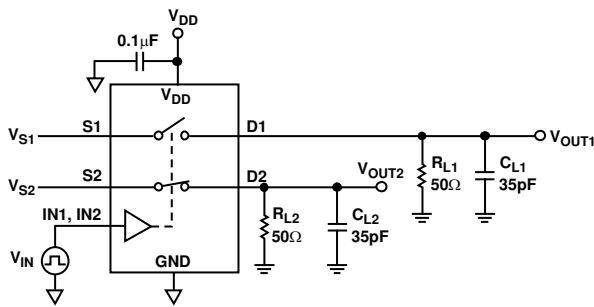 VDD
0.1µF
VDD
VS1
S1
D1
VOUT1
VS2
S2
D2
VOUT2
RL1
50Ω
CL1
35pF
IN1, IN2
RL2
50Ω
CL2
35pF
VIN
GND